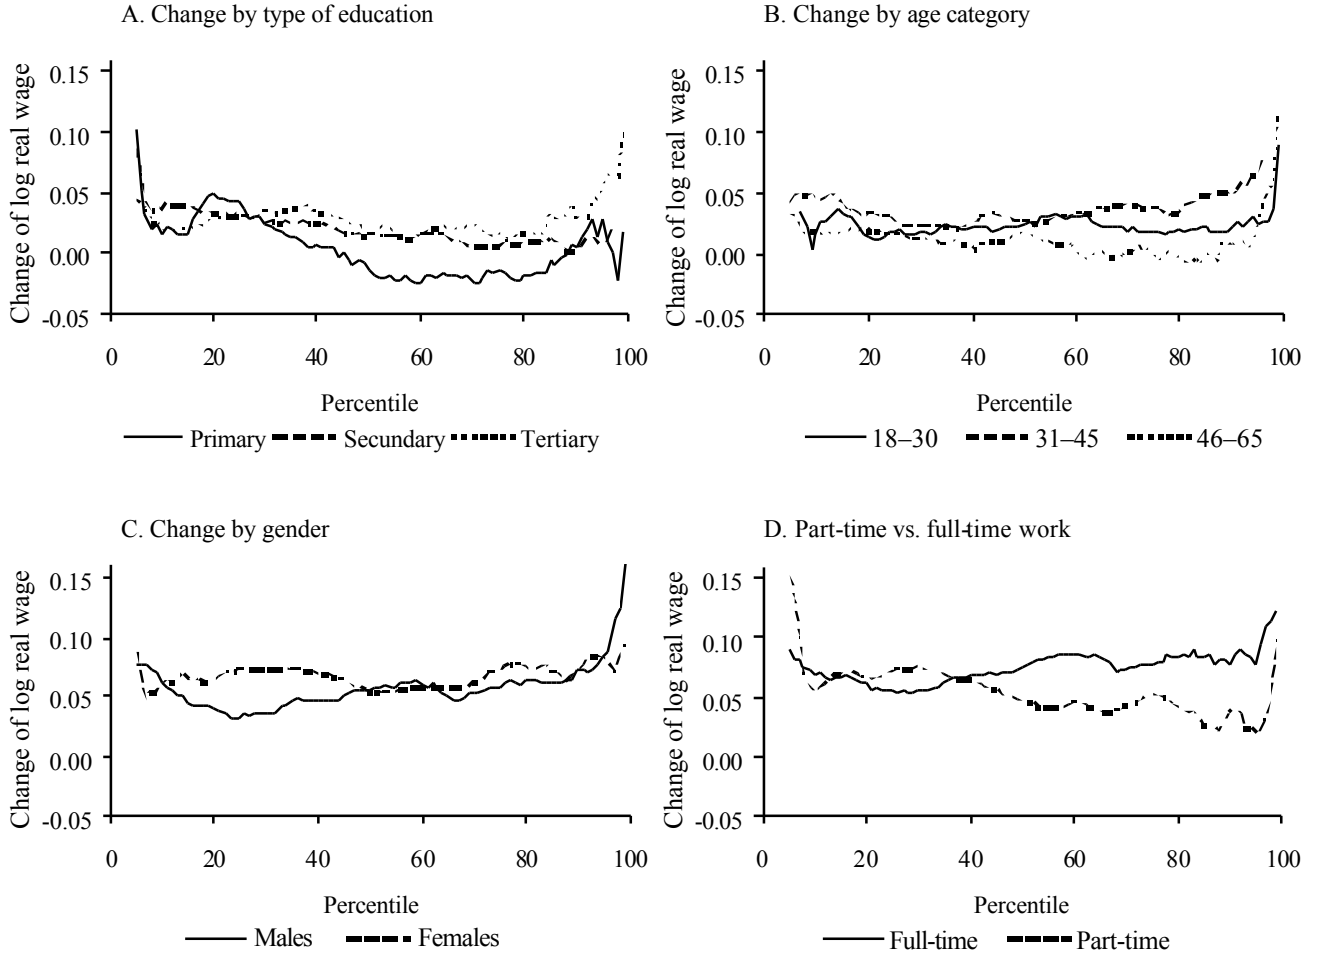 A. Change by type of education
Change of log real wage
0.15
0.10
0.05
0.00
-0.05
0 20 40 60 80 100
Percentile
Primary Secundary Tertiary
B. Change by age category
Change of log real wage
0.15
0.10
0.05
0.00
-0.05
0 20 40 60 80 100
Percentile
18–30 31–45 46–65
C. Change by gender
Change of log real wage
0.15
0.10
0.05
0.00
-0.05
0 20 40 60 80 100
Percentile
Males Females
D. Part-time vs. full-time work
Change of log real wage
0.15
0.10
0.05
0.00
-0.05
0 20 40 60 80 100
Percentile
Full-time Part-time